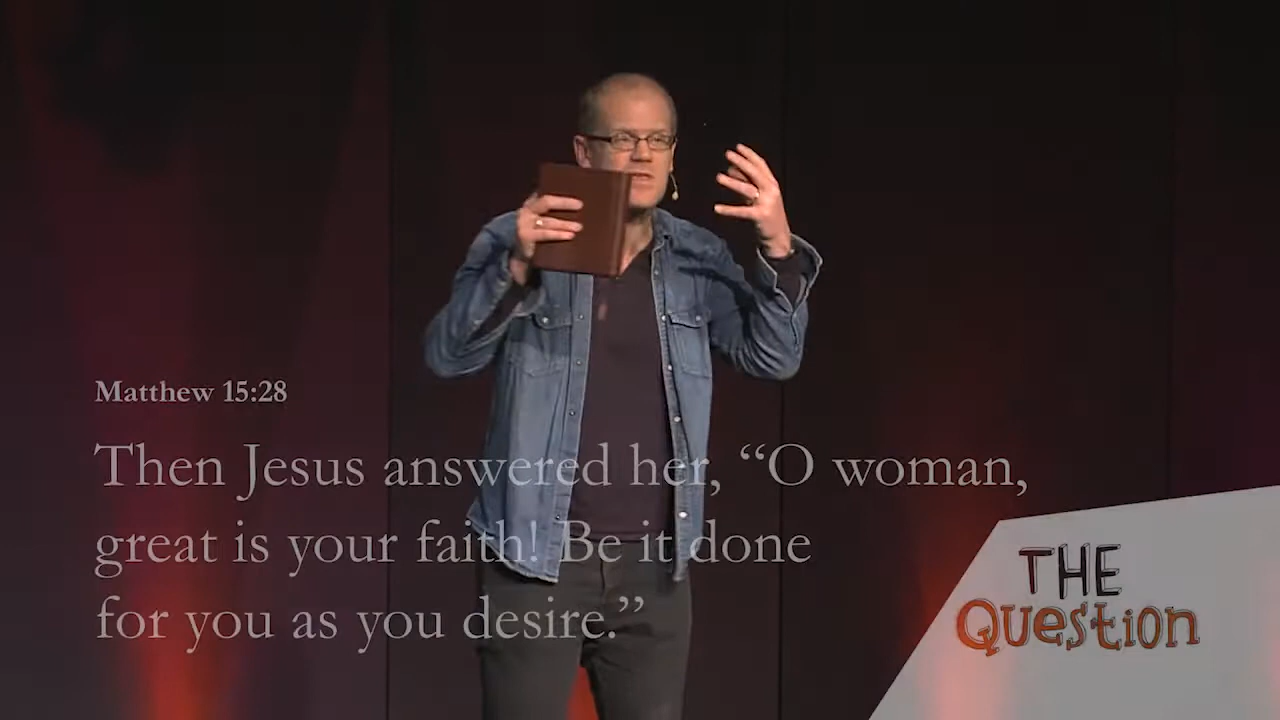 Matthew 15:28
Then Jesus answered her, “O woman,
great is your faith! Be it done
for you as you desire.”
THE
Question